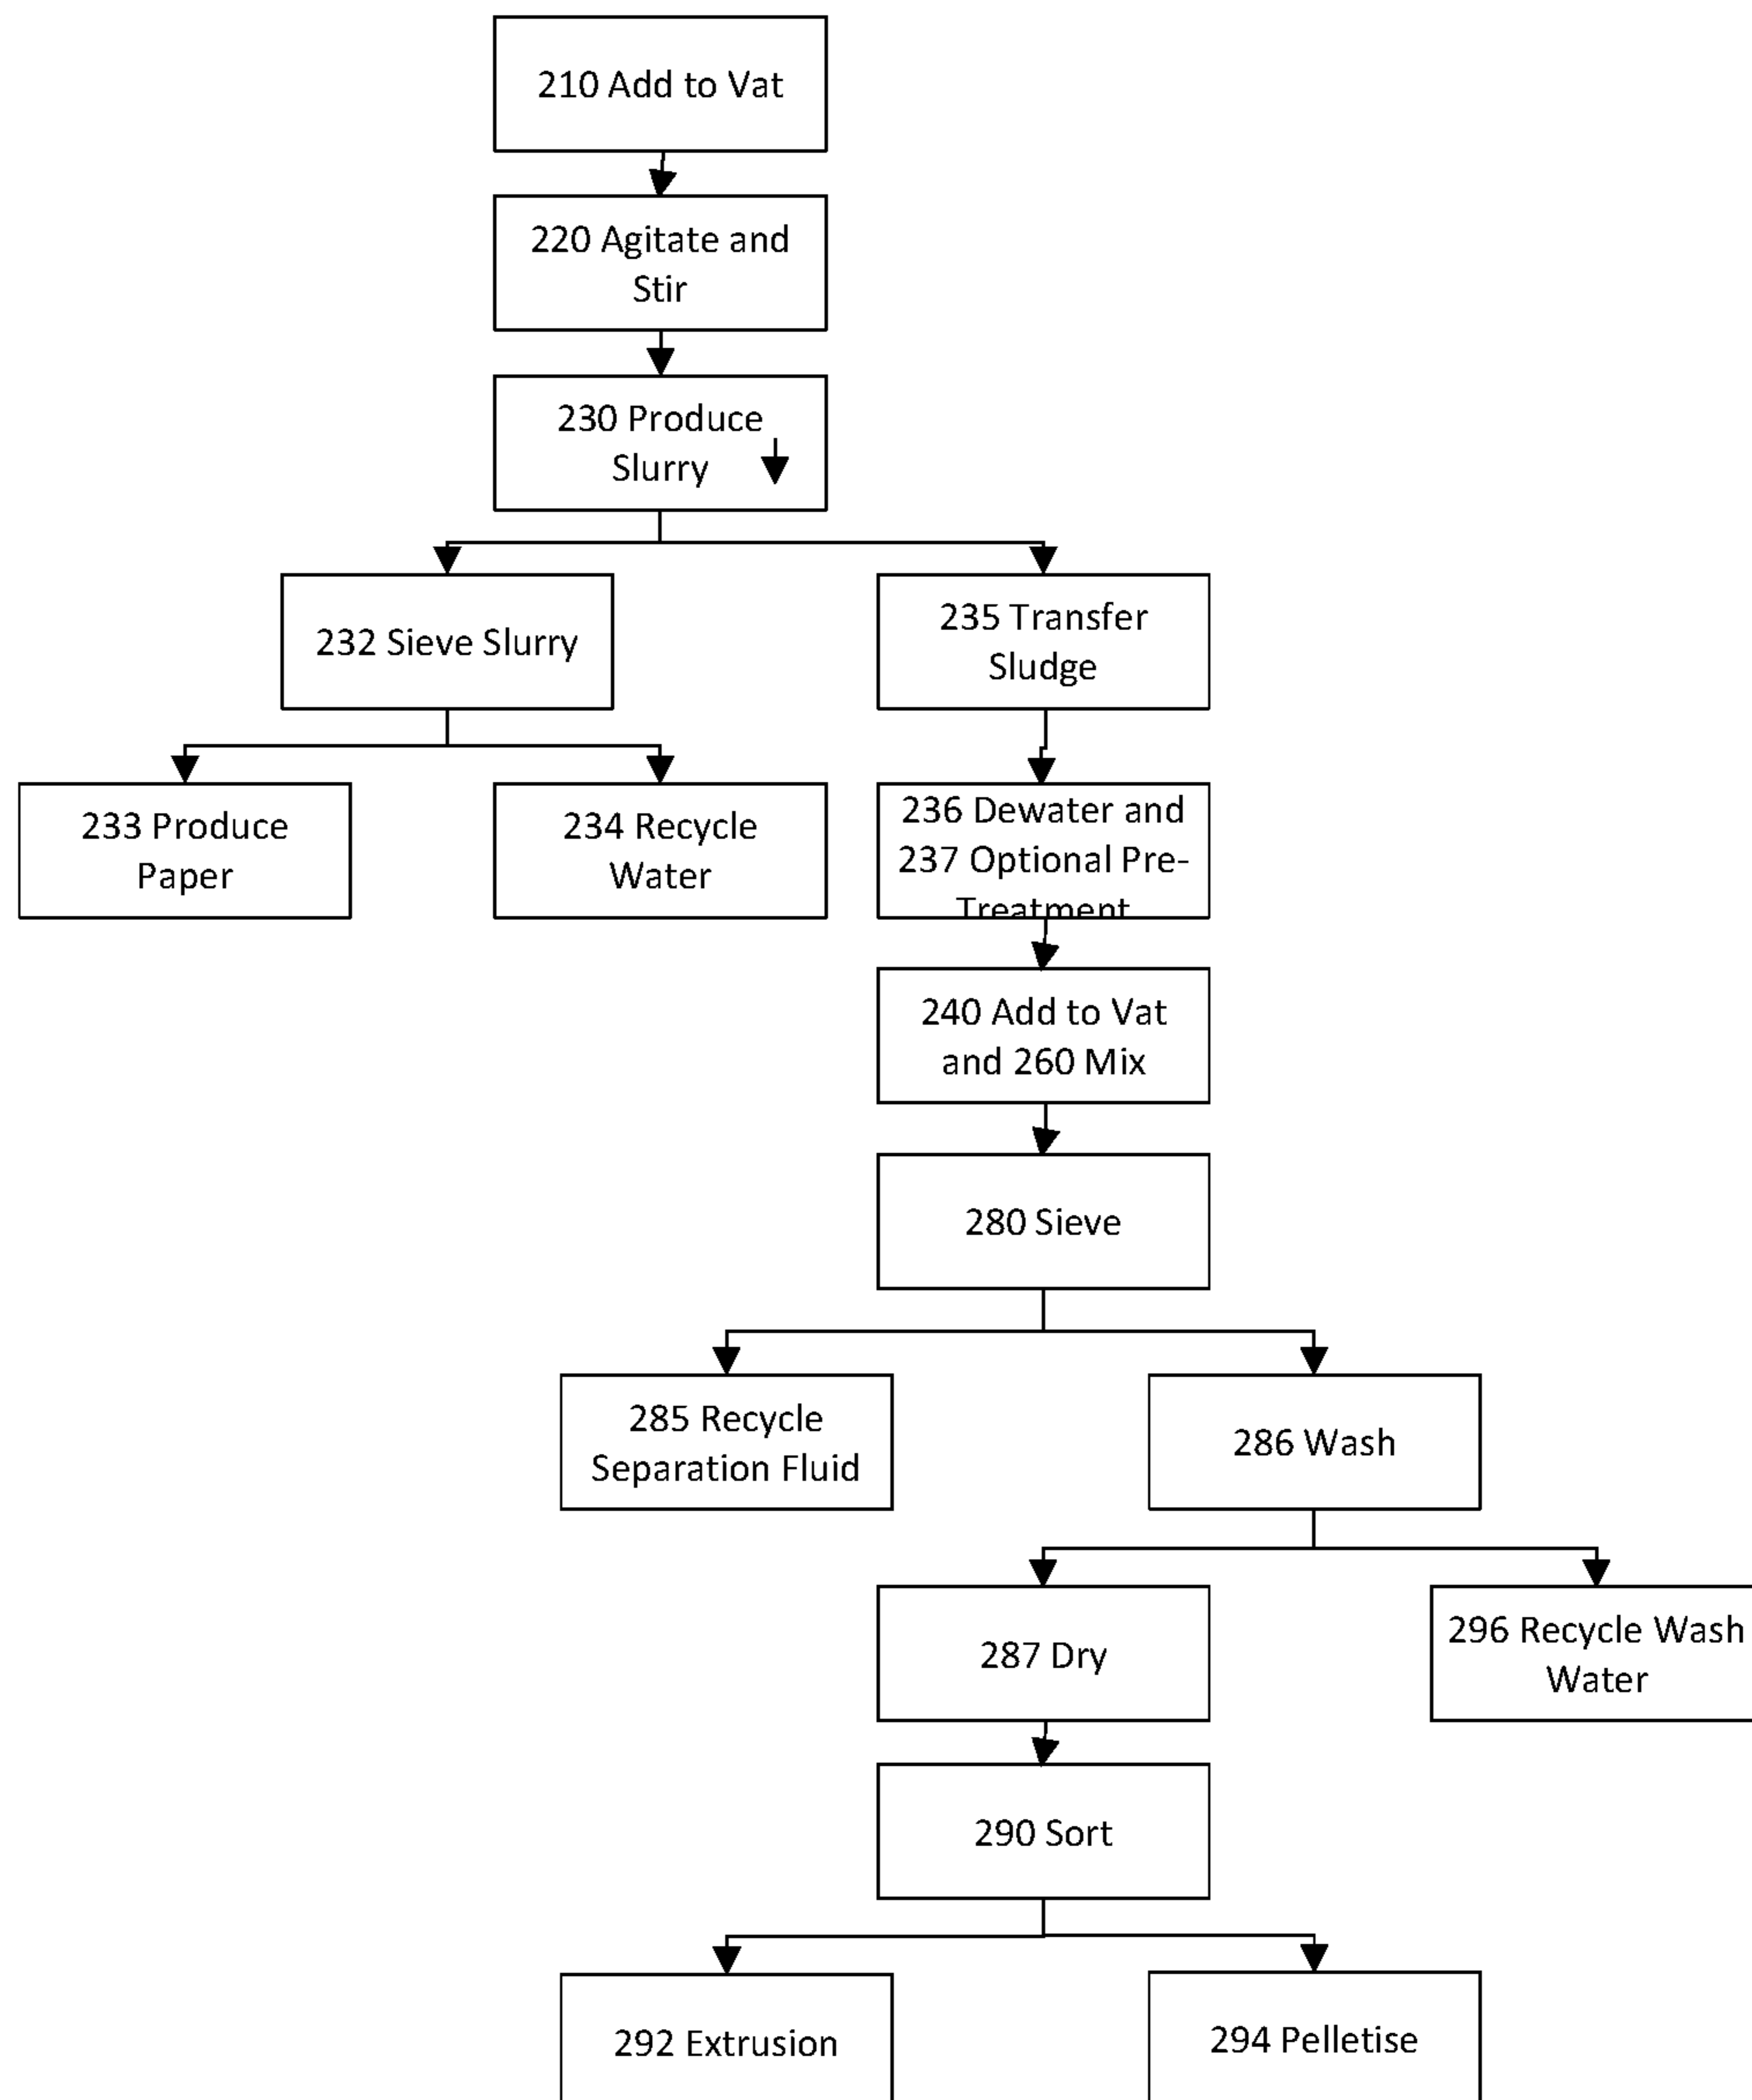 210 Add to Vat
220 Agitate and
Stir
230 Produce
Slurry
232 Sieve Slurry
235 Transfer
Sludge
233 Produce
Paper
234 Recycle
Water
236 Dewater and
237 Optional Pre-
Treatment
240 Add to Vat
and 260 Mix
280 Sieve
285 Recycle
Separation Fluid
286 Wash
287 Dry
296 Recycle Wash
Water
290 Sort
292 Extrusion
294 Pelletise